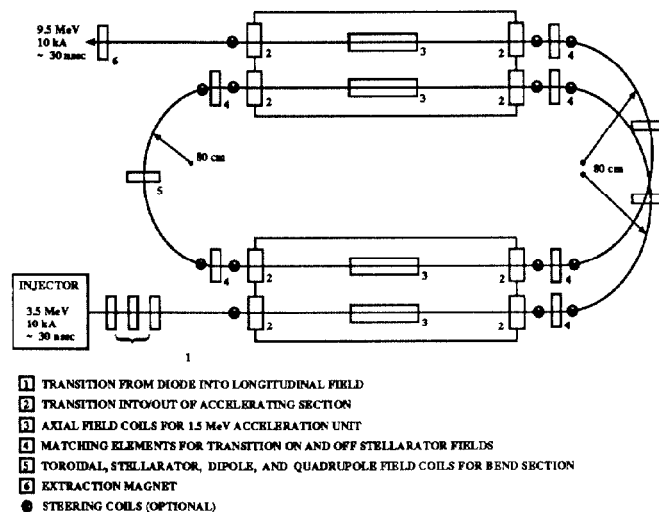 9.5 MeV
10 kA
~ 30 nsec
6
2
3
2
4
4
2
3
2
4
80 cm
80 cm
5
4
2
3
2
4
INJECTOR
3.5 MeV
10 kA
~ 30 nsec
1
2
3
2
4
1 TRANSITION FROM DIODE INTO LONGITUDINAL FIELD
2 TRANSITION INTO/OUT OF ACCELERATING SECTION
3 AXIAL FIELD COILS FOR 1.5 MeV ACCELERATION UNIT
4 MATCHING ELEMENTS FOR TRANSITION ON AND OFF STELLARATOR FIELDS
5 TOROIDAL, STELLARATOR, DIPOLE, AND QUADRUPOLE FIELD COILS FOR BEND SECTION
6 EXTRACTION MAGNET
STEERING COILS (OPTIONAL)